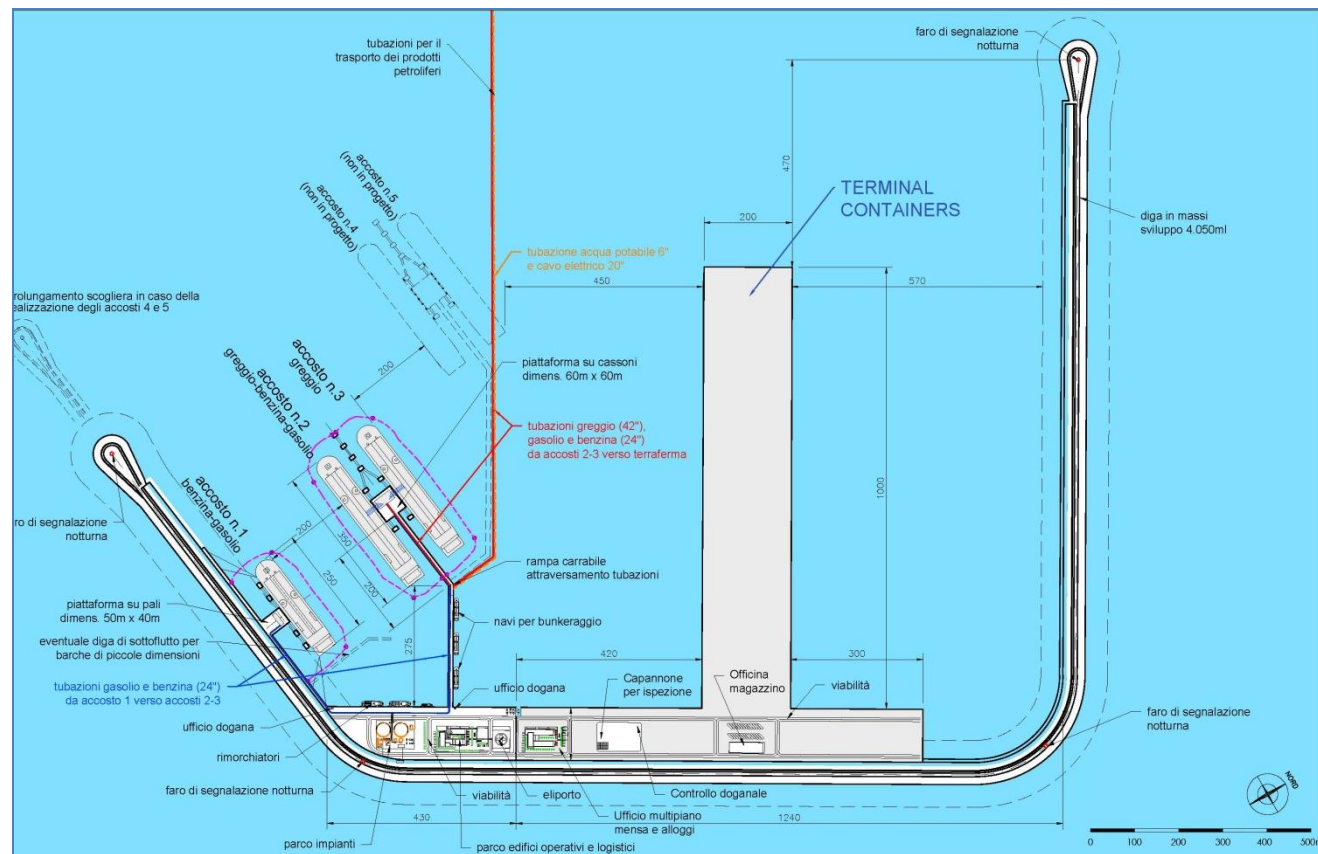 tubazioni per il
trasporto dei prodotti
petroliferi
faro di segnalazione
notturna
accosto n.5
(non in progetto)
accosto n.4
(non in progetto)
470
TERMINAL
CONTAINERS
200
diga in massi
sviluppo 4.050ml
tubazione acqua potabile 6"
e cavo elettrico 20"
450
570
rolungamento scogliera in caso della
ealizzazione degli accosti 4 e 5
200
accosto n.3
greggio
accosto n.2
greggio-benzina-gasolio
piattaforma su cassoni
dimens. 60m x 60m
tubazioni greggio (42"),
gasolio e benzina (24")
da accosti 2-3 verso terraferma
1000
accosto n.1
benzina-gasolio
ro di segnalazione
notturna
200
350
250
200
rampa carrabile
attraversamento tubazioni
piattaforma su pali
dimens. 50m x 40m
eventuale diga di sottoflutto per
barche di piccole dimensioni
275
navi per bunkeraggio
420
300
tubazioni gasolio e benzina (24")
da accosto 1 verso accosti 2-3
ufficio dogana
Capannone
per ispezione
Officina
magazzino
viabilità
ufficio dogana
rimorchiatori
faro di segnalazione
notturna
faro di segnalazione notturna
viabilità
eliporto
Controllo doganale
Ufficio multipiano
mensa e alloggi
430
1240
parco impianti
parco edifici operativi e logistici
NORD
0 100 200 300 400 500m